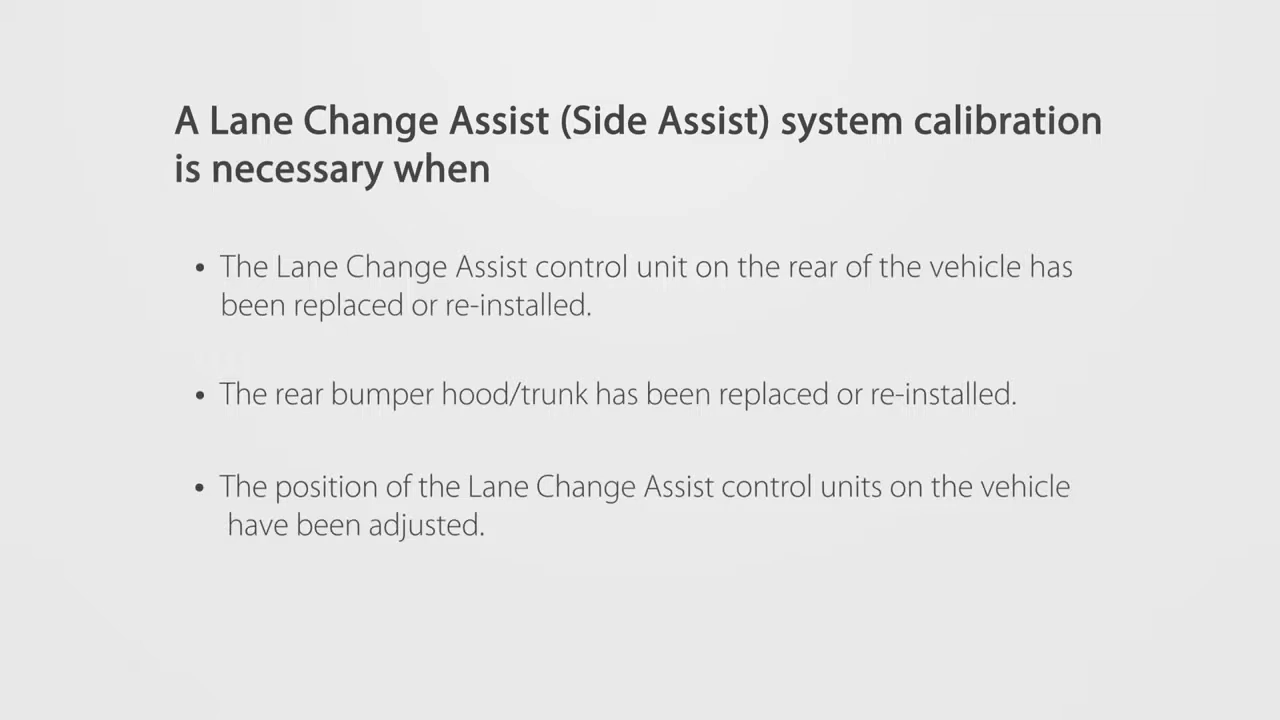 A Lane Change Assist (Side Assist) system calibration
is necessary when
• The Lane Change Assist control unit on the rear of the vehicle has
been replaced or re-installed.
• The rear bumper hood/trunk has been replaced or re-installed.
• The position of the Lane Change Assist control units on the vehicle
have been adjusted.